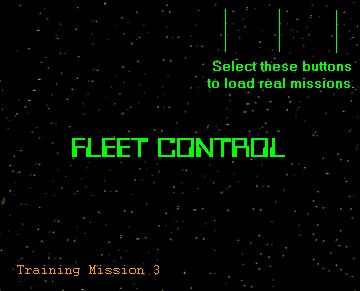 Select these buttons
to load real missions.
FLEET CONTROL
Training Mission 3